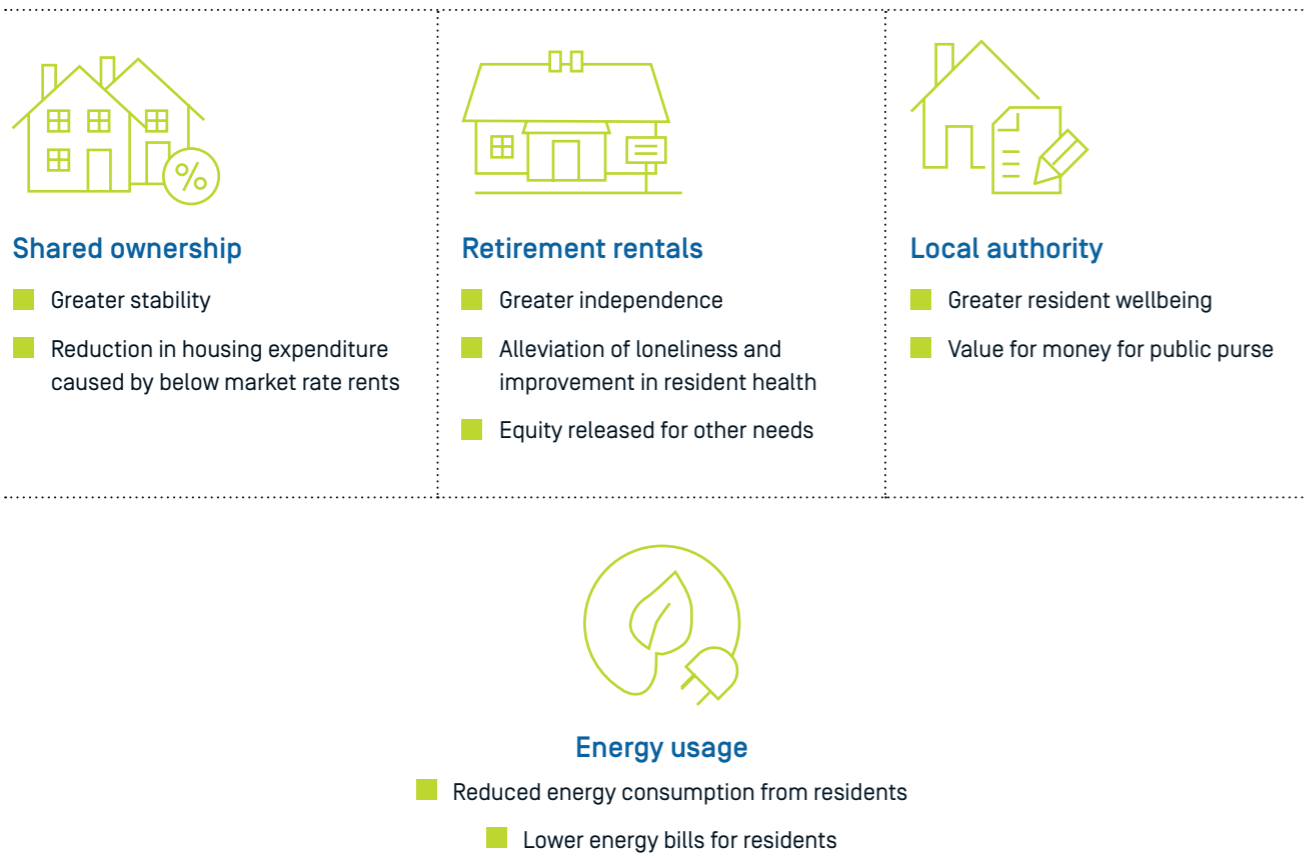 %
Shared ownership
Greater stability
Reduction in housing expenditure
caused by below market rate rents
Retirement rentals
Greater independence
Alleviation of loneliness and
improvement in resident health
Equity released for other needs
Local authority
Greater resident wellbeing
Value for money for public purse
Energy usage
Reduced energy consumption from residents
Lower energy bills for residents